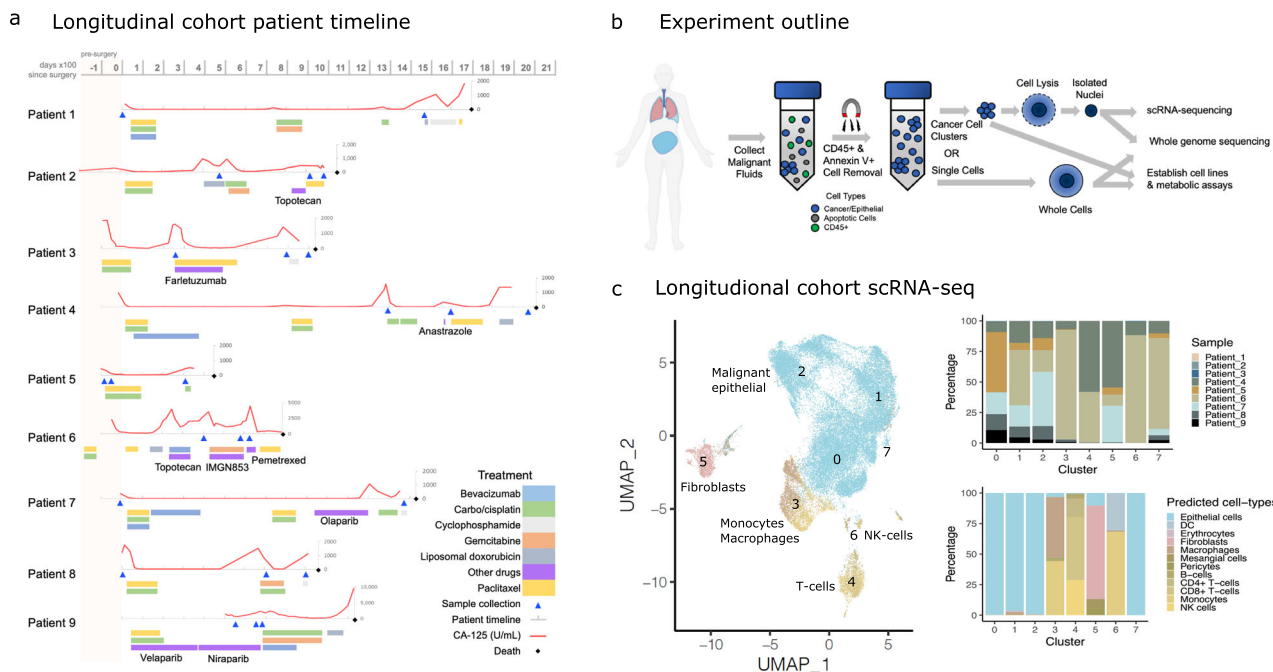 a Longitudinal cohort patient timeline
pre-surgery
days x100
since surgery
-1 0 1 2 3 4 5 6 7 8 9 10 11 12 13 14 15 16 17 18 19 20 21
Patient 1
2000
1000
0
Patient 2
2,000
1,000
0
Topotecan
Patient 3
2000
1000
0
Farletuzumab
Patient 4
2000
1000
0
Anastrazole
Patient 5
2000
1000
0
Patient 6
5000
2500
0
Topotecan IMGN853 Pemetrexed
Patient 7
2000
1000
0
Olaparib
Patient 8
2000
1000
0
Patient 9
10,000
5,000
0
Velaparib Niraparib
Treatment
Bevacizumab
Carbo/cisplatin
Cyclophosphamide
Gemcitabine
Liposomal doxorubicin
Other drugs
Paclitaxel
Sample collection
Patient timeline
CA-125 (U/mL)
Death
b Experiment outline
Collect
Malignant
Fluids
CD45+ &
Annexin V+
Cell Removal
Cell Types
Cancer/Epithelial
Apoptotic Cells
CD45+
Cancer Cell
Clusters
OR
Single Cells
Cell Lysis
Isolated
Nuclei
Whole Cells
scRNA-sequencing
Whole genome sequencing
Establish cell lines
& metabolic assays
c Longitudional cohort scRNA-seq
UMAP_2
5
0
−5
−10
−10 −5 0 5
UMAP_1
Malignant
epithelial
2
1
0
7
5
Fibroblasts
3
Monocytes
Macrophages
6 NK-cells
T-cells
4
Percentage
100
75
50
25
0
0 1 2 3 4 5 6 7
Cluster
Sample
Patient_1
Patient_2
Patient_3
Patient_4
Patient_5
Patient_6
Patient_7
Patient_8
Patient_9
Percentage
100
75
50
25
0
0 1 2 3 4 5 6 7
Cluster
Predicted cell-types
Epithelial cells
DC
Erythrocytes
Fibroblasts
Macrophages
Mesangial cells
Pericytes
B-cells
CD4+ T-cells
CD8+ T-cells
Monocytes
NK cells